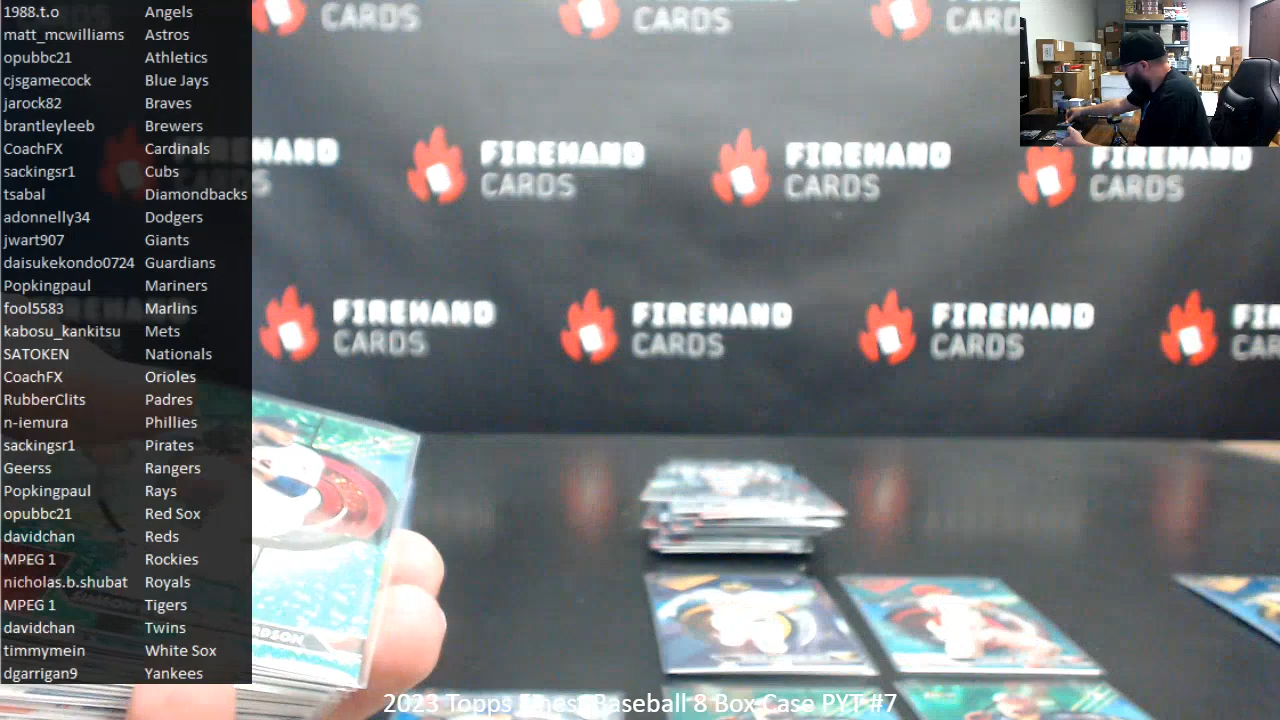 1988.t.o Angels
matt_mcwilliams Astros
opubbc21 Athletics
cjsgamecock Blue Jays
jarock82 Braves
brantleyleeb Brewers
CoachFX Cardinals
sackingsr1 Cubs
tsabal Diamondbacks
adonnelly34 Dodgers
jwart907 Giants
daisukekondo0724 Guardians
Popkingpaul Mariners
fool5583 Marlins
kabosu_kankitsu Mets
SATOKEN Nationals
CoachFX Orioles
RubberClits Padres
n-iemura Phillies
sackingsr1 Pirates
Geerss Rangers
Popkingpaul Rays
opubbc21 Red Sox
davidchan Reds
MPEG 1 Rockies
nicholas.b.shubat Royals
MPEG 1 Tigers
davidchan Twins
timmymein White Sox
dgarrigan9 Yankees
CARDS CARDS
FIREHAND FIREHAND FIREHAND
CARDS CARDS CARDS
FIREHAND FIREHAND FIREHAND
CARDS CARDS CARDS
2023 Topps Finest Baseball 8 Box Case PYT #7